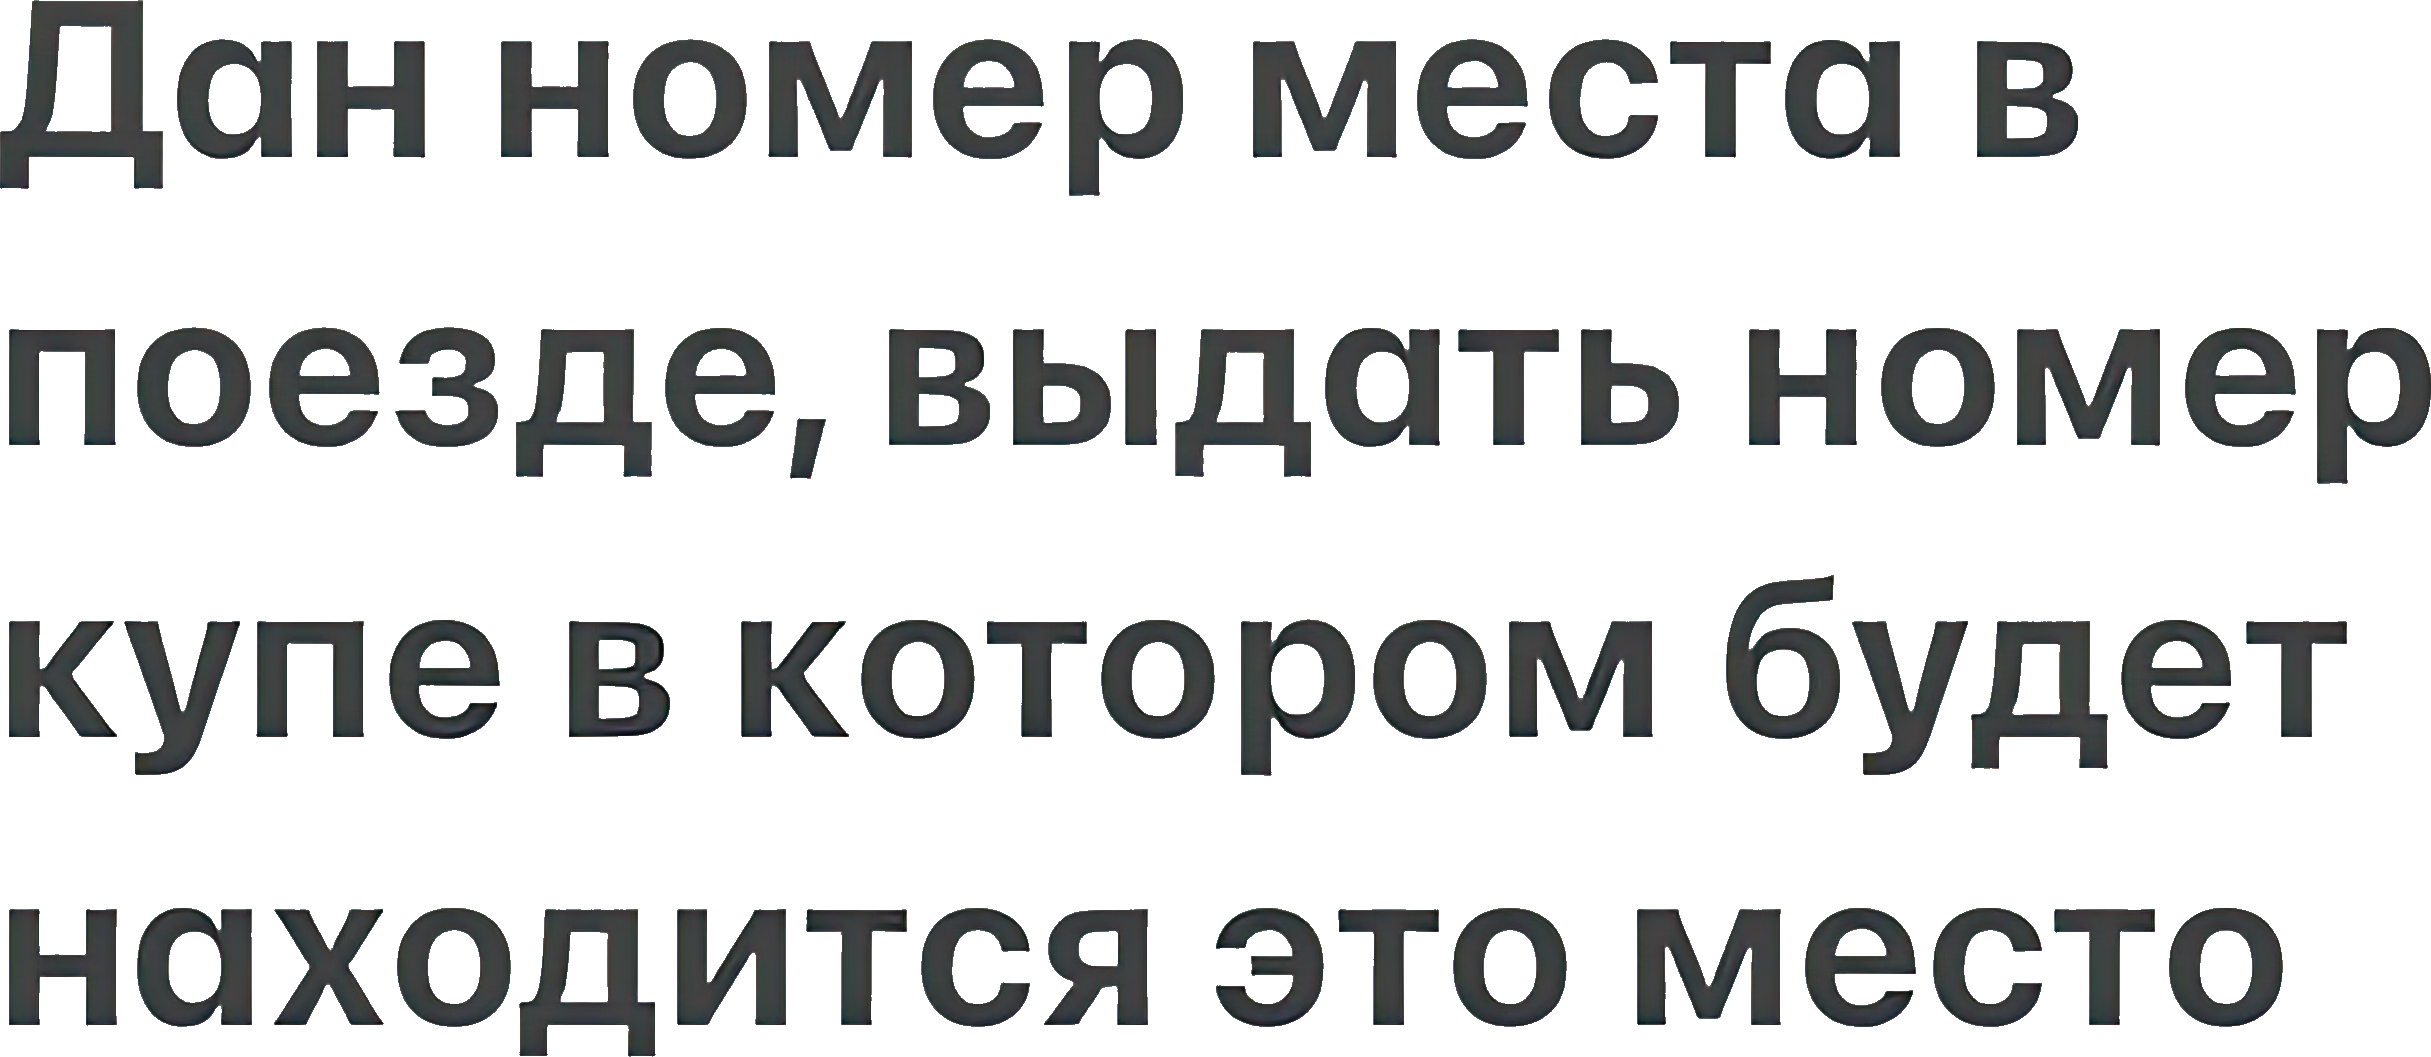 Дан номер места в
поезде, выдать номер
купе в котором будет
находится это место